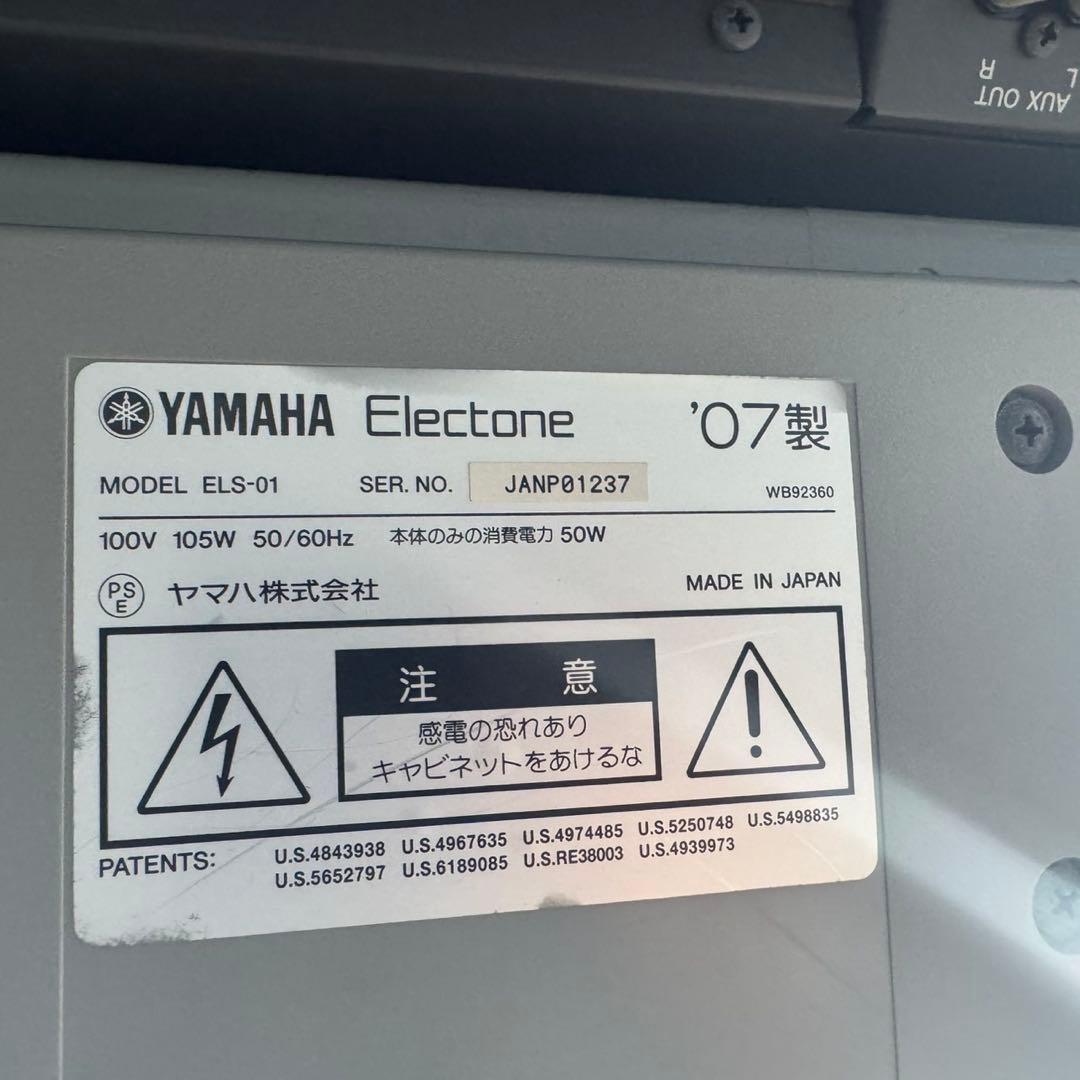 AUX OUT
R
L
YAMAHA Electone '07製
MODEL ELS-01 SER. NO. JANP01237 WB92360
100V 105W 50/60Hz 本体のみの消費電力 50W
PS E ヤマハ株式会社 MADE IN JAPAN
注意
感電の恐れあり
キャビネットをあけるな
PATENTS: U.S.4843938 U.S.4967635 U.S.4974485 U.S.5250748 U.S.5498835
U.S.5652797 U.S.6189085 U.S.RE38003 U.S.4939973